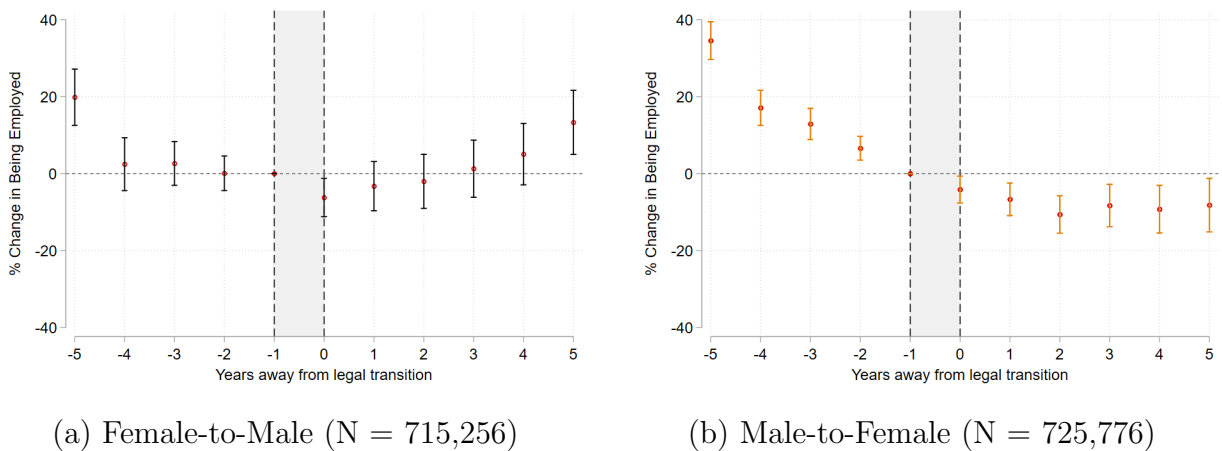 % Change in Being Employed
40
20
0
-20
-40
-5 -4 -3 -2 -1 0 1 2 3 4 5
Years away from legal transition
(a) Female-to-Male (N = 715,256)
% Change in Being Employed
40
20
0
-20
-40
-5 -4 -3 -2 -1 0 1 2 3 4 5
Years away from legal transition
(b) Male-to-Female (N = 725,776)